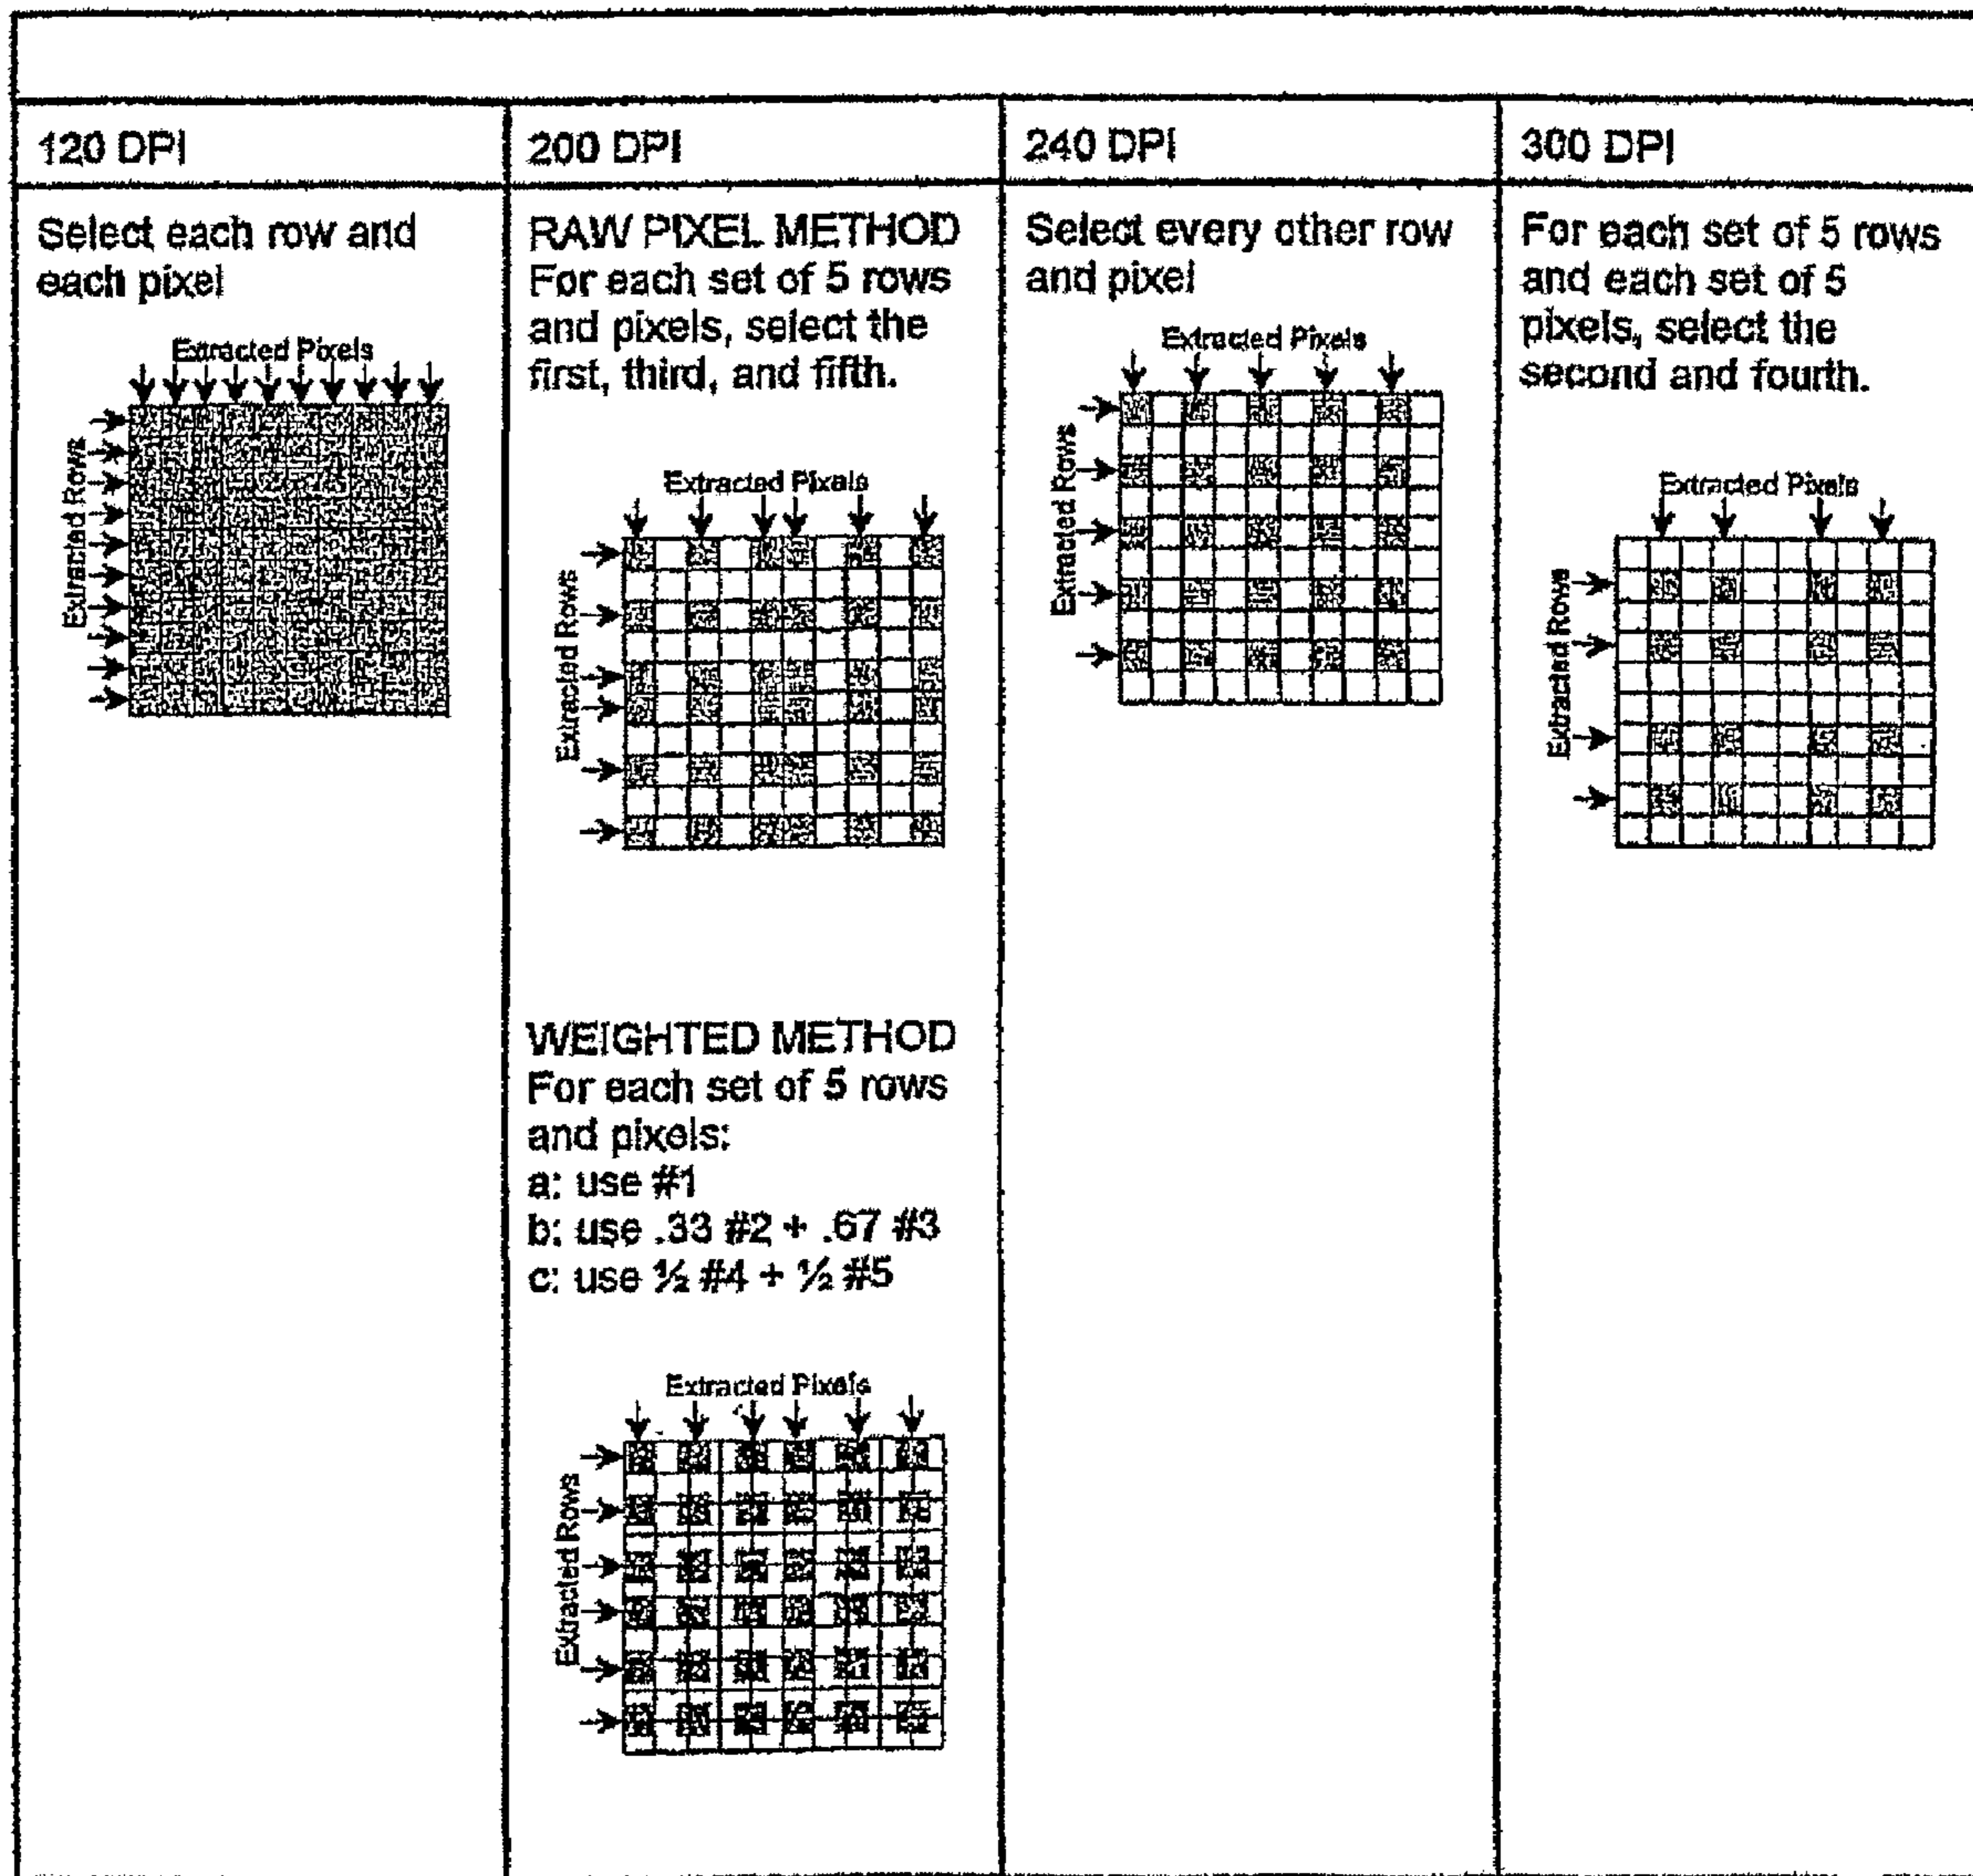 120 DPI
200 DPI
240 DPI
300 DPI
Select each row and
each pixel
Extracted Pixels
Extracted Rows
RAW PIXEL METHOD
For each set of 5 rows
and pixels, select the
first, third, and fifth.
Extracted Pixels
Extracted Rows
WEIGHTED METHOD
For each set of 5 rows
and pixels:
a: use #1
b: use .33 #2 + .67 #3
c: use ½ #4 + ½ #5
Extracted Pixels
Extracted Rows
Select every other row
and pixel
Extracted Pixels
Extracted Rows
For each set of 5 rows
and each set of 5
pixels, select the
second and fourth.
Extracted Pixels
Extracted Rows